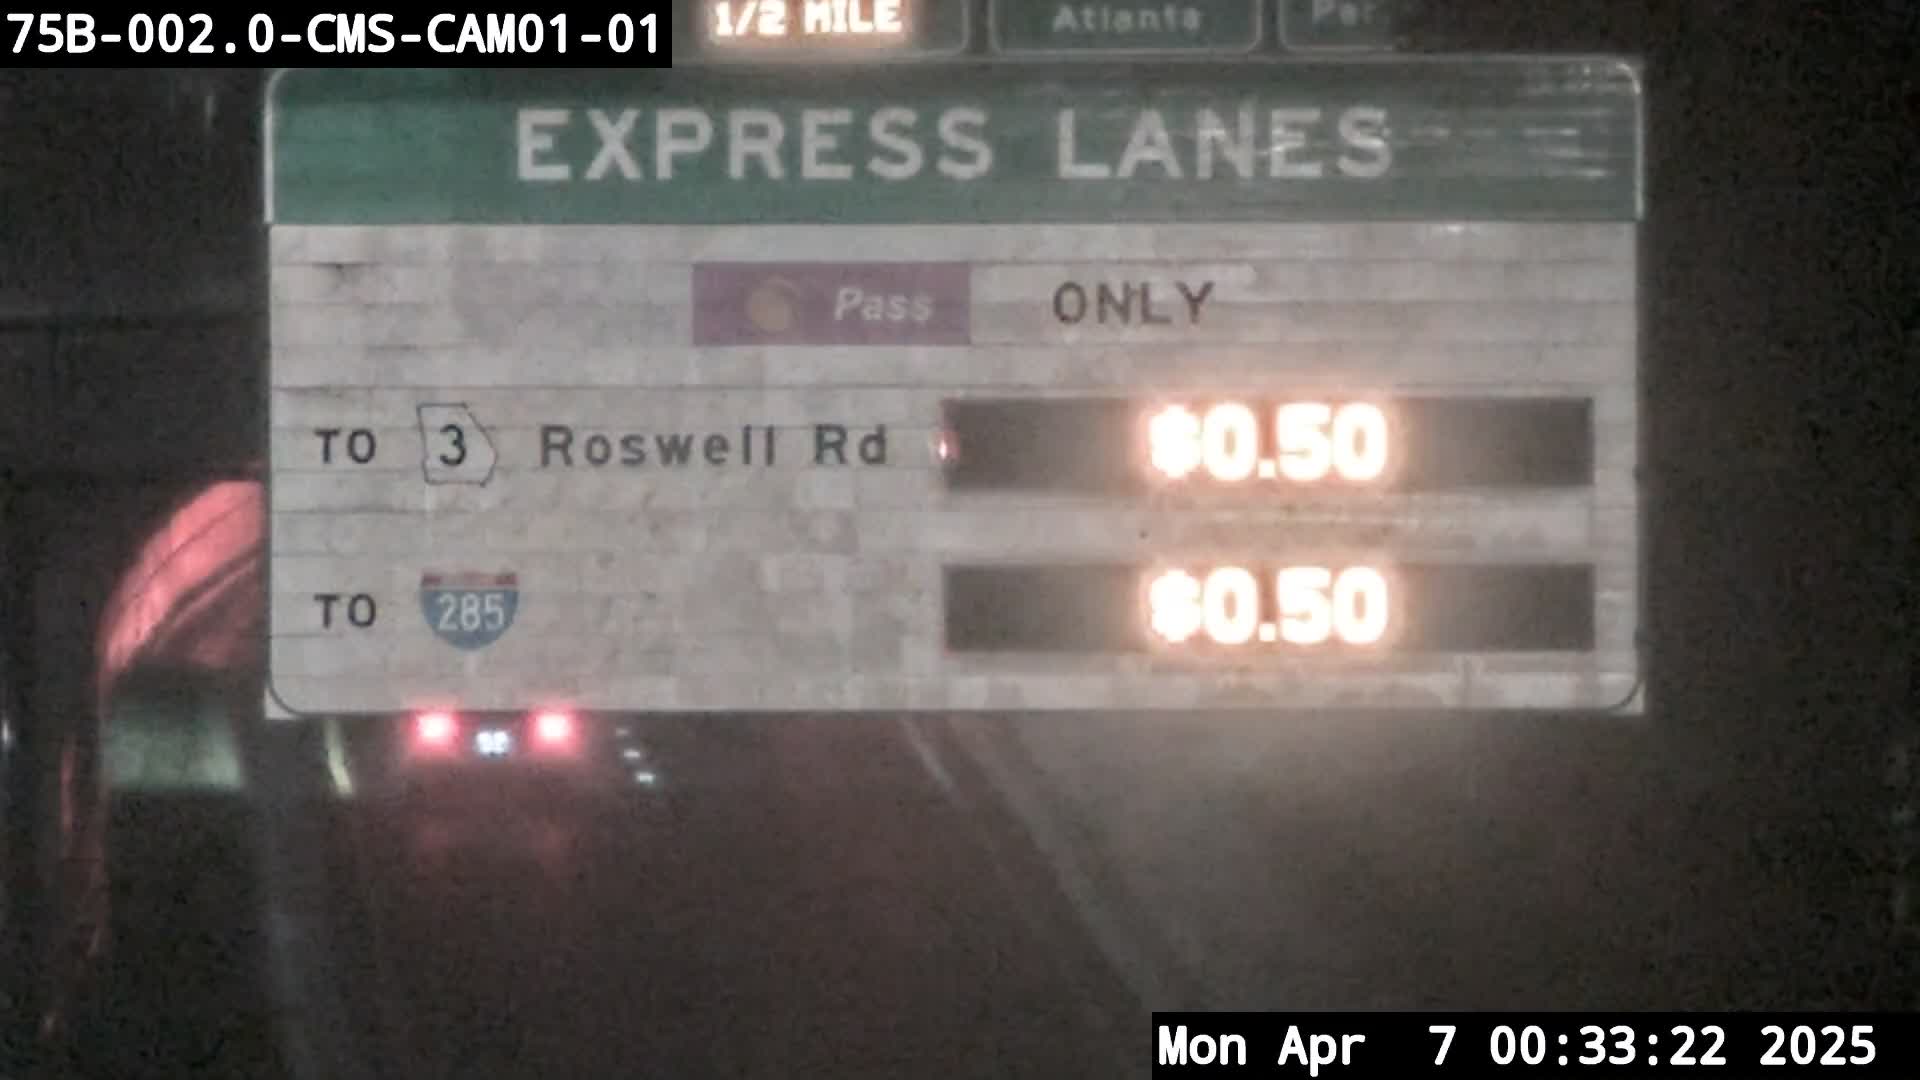 75B-002.0-CMS-CAM01-01
1/2 MILE
Atlanta
EXPRESS LANES
Pass ONLY
TO 3 Roswell Rd $0.50
TO 285 $0.50
Mon Apr 7 00:33:22 2025